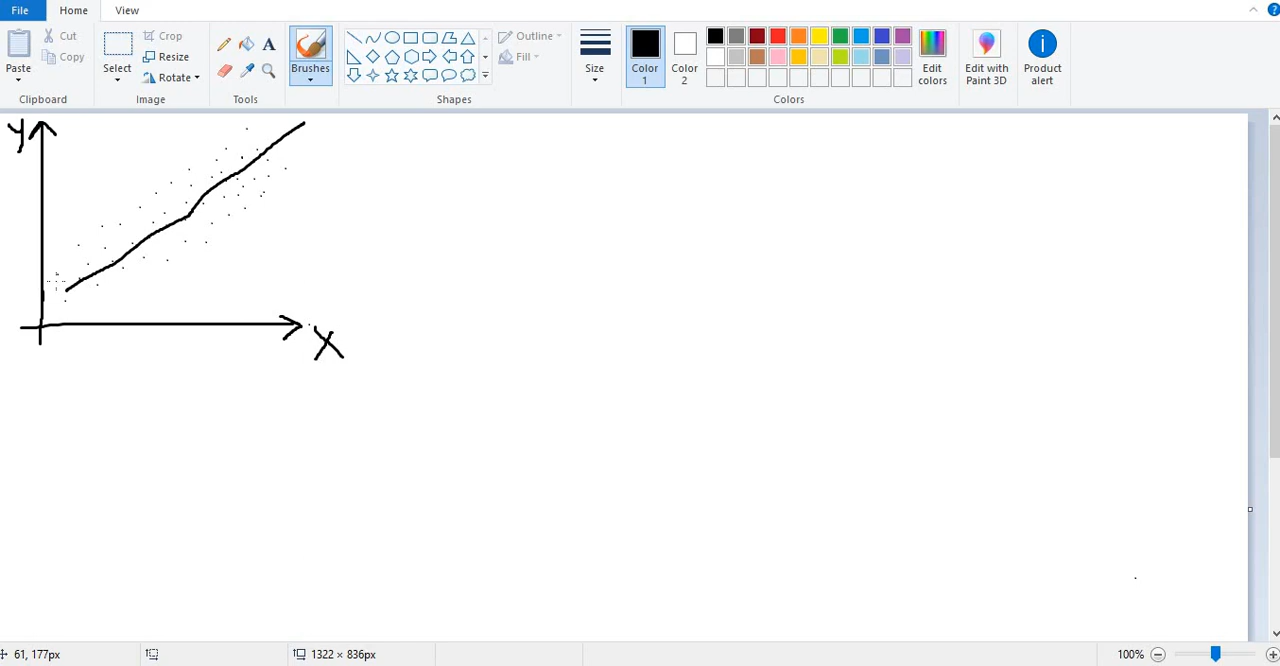 File Home View
Paste Cut Copy Clipboard
Select Crop Resize Rotate Image
A Tools
Brushes
Outline Fill Shapes
Size
Color 1 Color 2 Edit colors Colors
Edit with Paint 3D
Product alert
Y
X
61, 177px 1322 × 836px 100%